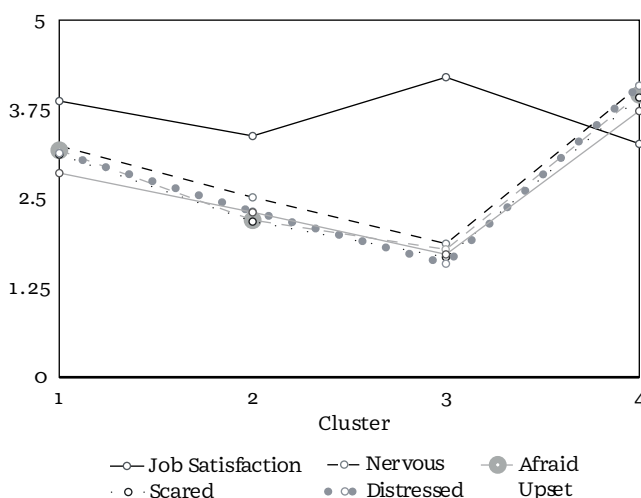 5
3.75
2.5
1.25
0
1 2 3 4
Cluster
Job Satisfaction Nervous Afraid
Scared Distressed Upset